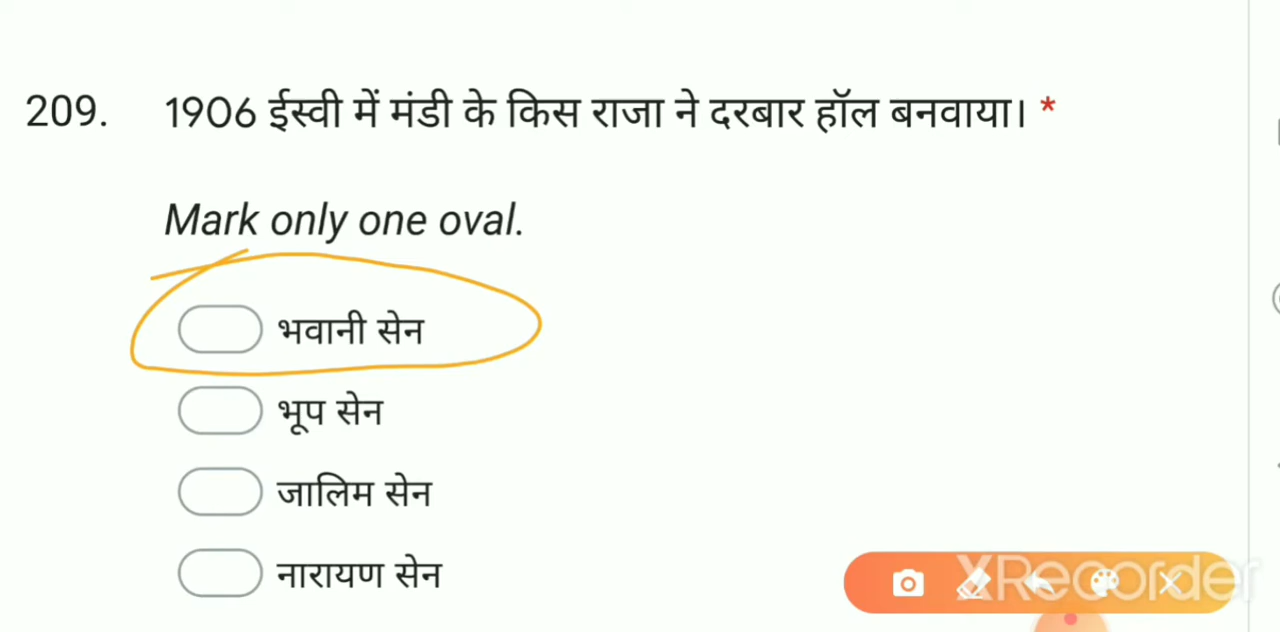 209. 1906 ईस्वी में मंडी के किस राजा ने दरबार हॉल बनवाया। *
Mark only one oval.
भवानी सेन
भूप सेन
जालिम सेन
नारायण सेन
XRecorder